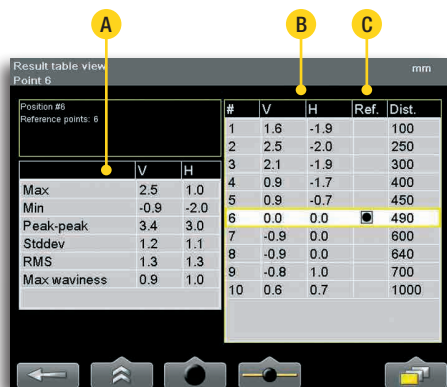 A B C
Result table view mm
Point 6
Position #6
Reference points: 6
V H
Max 2.5 1.0
Min -0.9 -2.0
Peak-peak 3.4 3.0
Stddev 1.2 1.1
RMS 1.3 1.3
Max waviness 0.9 1.0
# V H Ref. Dist.
1 1.6 -1.9 100
2 2.5 -2.0 250
3 2.1 -1.9 300
4 0.9 -1.7 400
5 0.9 -0.7 450
6 0.0 0.0 490
7 -0.9 0.0 600
8 -0.9 0.0 640
9 -0.8 1.0 700
10 0.6 0.7 1000